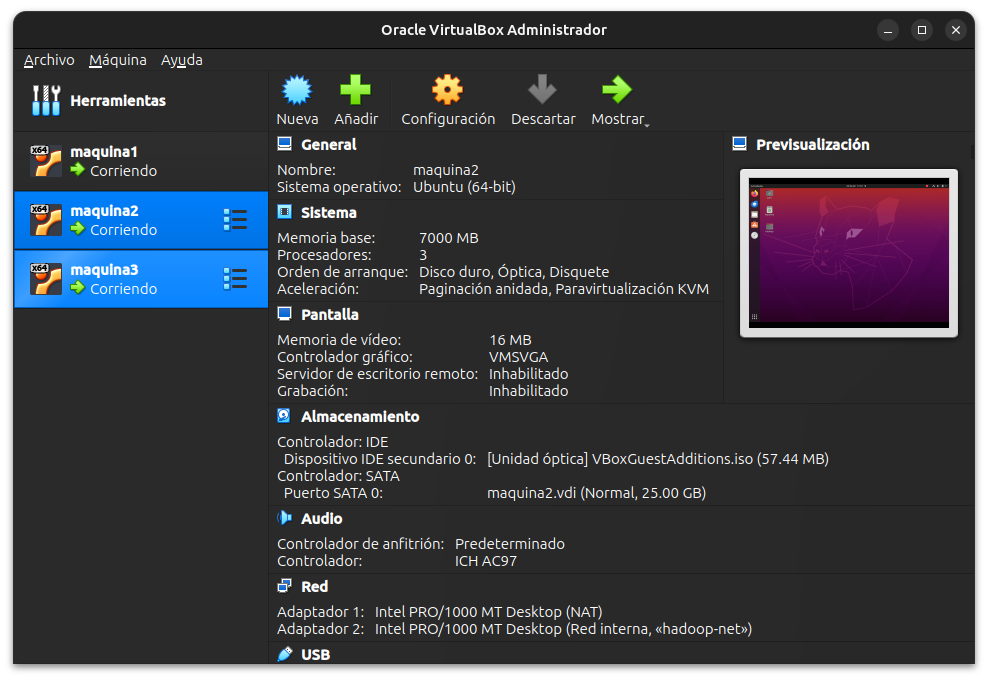 Oracle VirtualBox Administrador
Archivo Máquina Ayuda
Herramientas
Nueva Añadir Configuración Descartar Mostrar
x64 maquina1
Corriendo
x64 maquina2
Corriendo
x64 maquina3
Corriendo
General
Nombre: maquina2
Sistema operativo: Ubuntu (64-bit)
Sistema
Memoria base: 7000 MB
Procesadores: 3
Orden de arranque: Disco duro, Óptica, Disquete
Aceleración: Paginación anidada, Paravirtualización KVM
Pantalla
Memoria de vídeo: 16 MB
Controlador gráfico: VMSVGA
Servidor de escritorio remoto: Inhabilitado
Grabación: Inhabilitado
Previsualización
Almacenamiento
Controlador: IDE
Dispositivo IDE secundario 0: [Unidad óptica] VBoxGuestAdditions.iso (57.44 MB)
Controlador: SATA
Puerto SATA 0: maquina2.vdi (Normal, 25.00 GB)
Audio
Controlador de anfitrión: Predeterminado
Controlador: ICH AC97
Red
Adaptador 1: Intel PRO/1000 MT Desktop (NAT)
Adaptador 2: Intel PRO/1000 MT Desktop (Red interna, «hadoop-net»)
USB